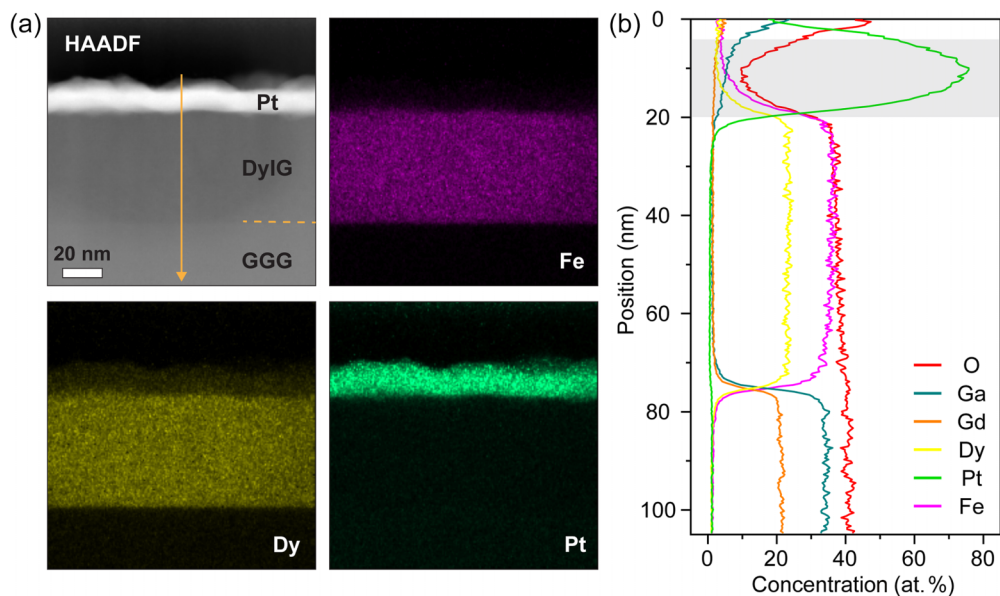 (a)
HAADF
Pt
DyIG
GGG
20 nm
Fe
Dy
Pt
(b)
0
20
40
60
80
100
Position (nm)
O
Ga
Gd
Dy
Pt
Fe
0 20 40 60 80
Concentration (at. %)